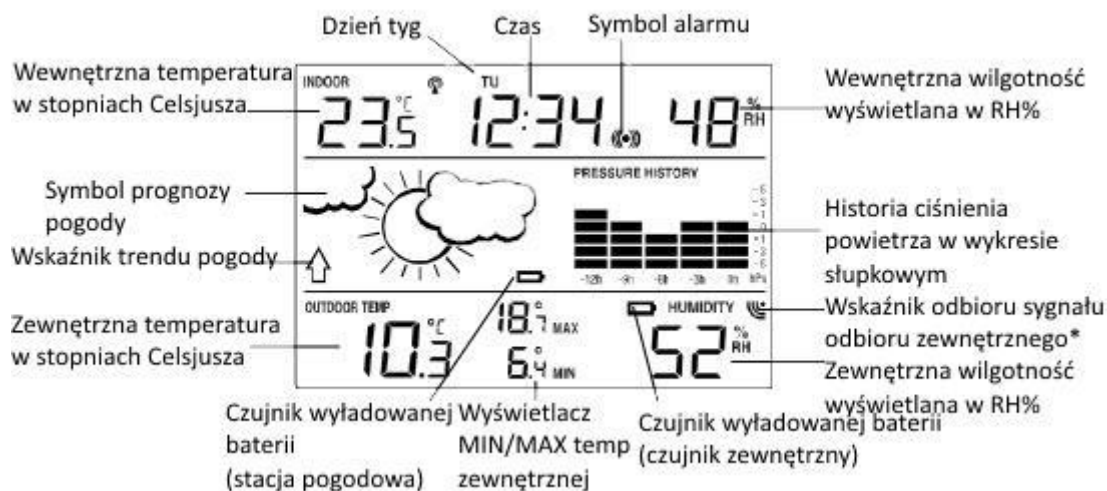 Dzień tyg
Czas
Symbol alarmu
Wewnętrzna temperatura
w stopniach Celsjusza
INDOOR
23.5 °C
TU
12:34
48 % RH
Wewnętrzna wilgotność
wyświetlana w RH%
Symbol prognozy
pogody
Wskaźnik trendu pogody
PRESSURE HISTORY
-12h -9h -6h -3h 0h hPa
Historia ciśnienia
powietrza w wykresie
słupkowym
Zewnętrzna temperatura
w stopniach Celsjusza
OUTDOOR TEMP
10.3 °C
18.7° MAX
6.4° MIN
HUMIDITY
52 % RH
Wskaźnik odbioru sygnału
odbioru zewnętrznego*
Zewnętrzna wilgotność
wyświetlana w RH%
Czujnik wyładowanej
baterii
(stacja pogodowa)
Wyświetlacz
MIN/MAX temp
zewnętrznej
Czujnik wyładowanej baterii
(czujnik zewnętrzny)